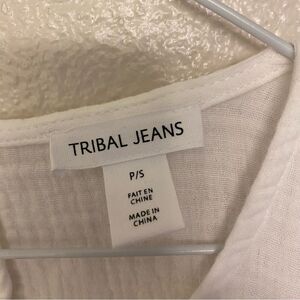 TRIBAL JEANS
P/S
FAIT EN
CHINE
MADE IN
CHINA